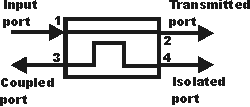 Input port
Transmitted port
1
2
3
4
Coupled port
Isolated port